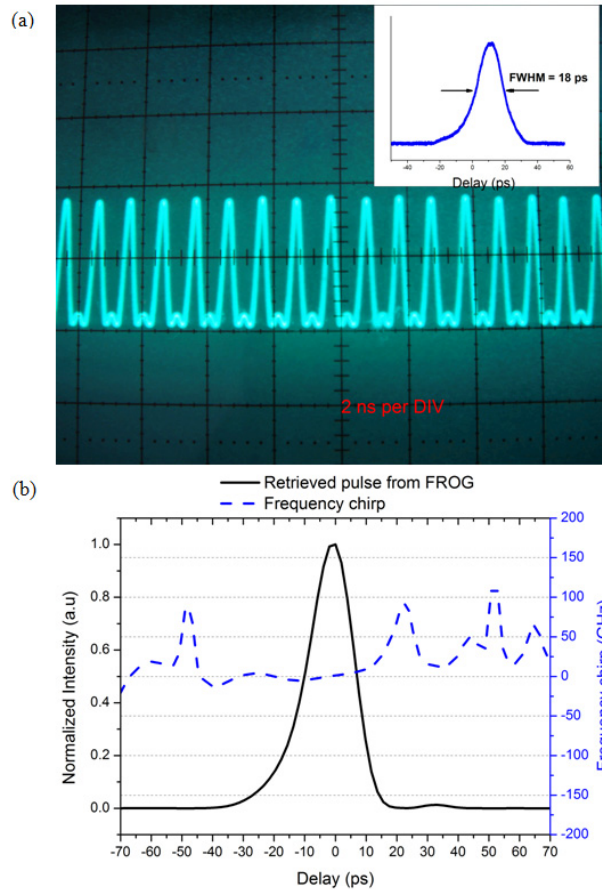 (a)
FWHM = 18 ps
-40 -20 0 20 40 60
Delay (ps)
2 ns per DIV
(b)
Retrieved pulse from FROG
Frequency chirp
Normalized Intensity (a.u)
1.0
0.8
0.6
0.4
0.2
0.0
200
150
100
50
0
-50
-100
-150
-200
Frequency chirp (GHz)
-70 -60 -50 -40 -30 -20 -10 0 10 20 30 40 50 60 70
Delay (ps)